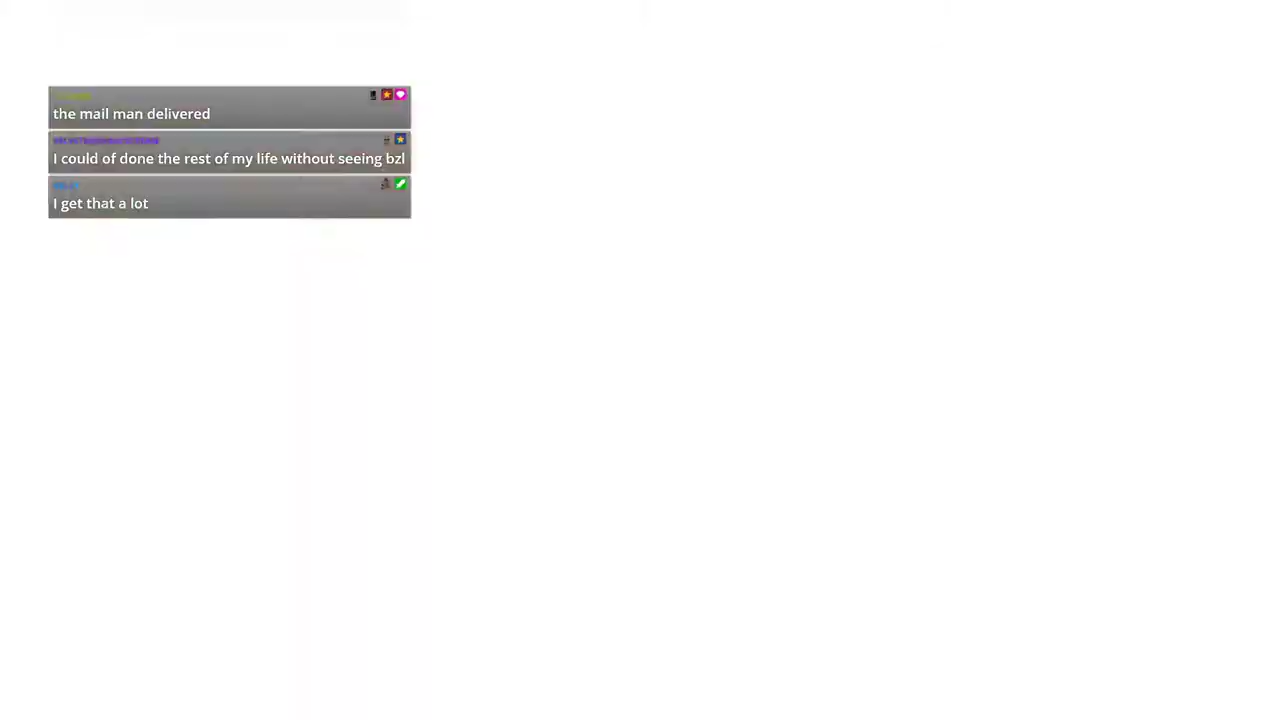 the mail man delivered
I could of done the rest of my life without seeing bzl
I get that a lot